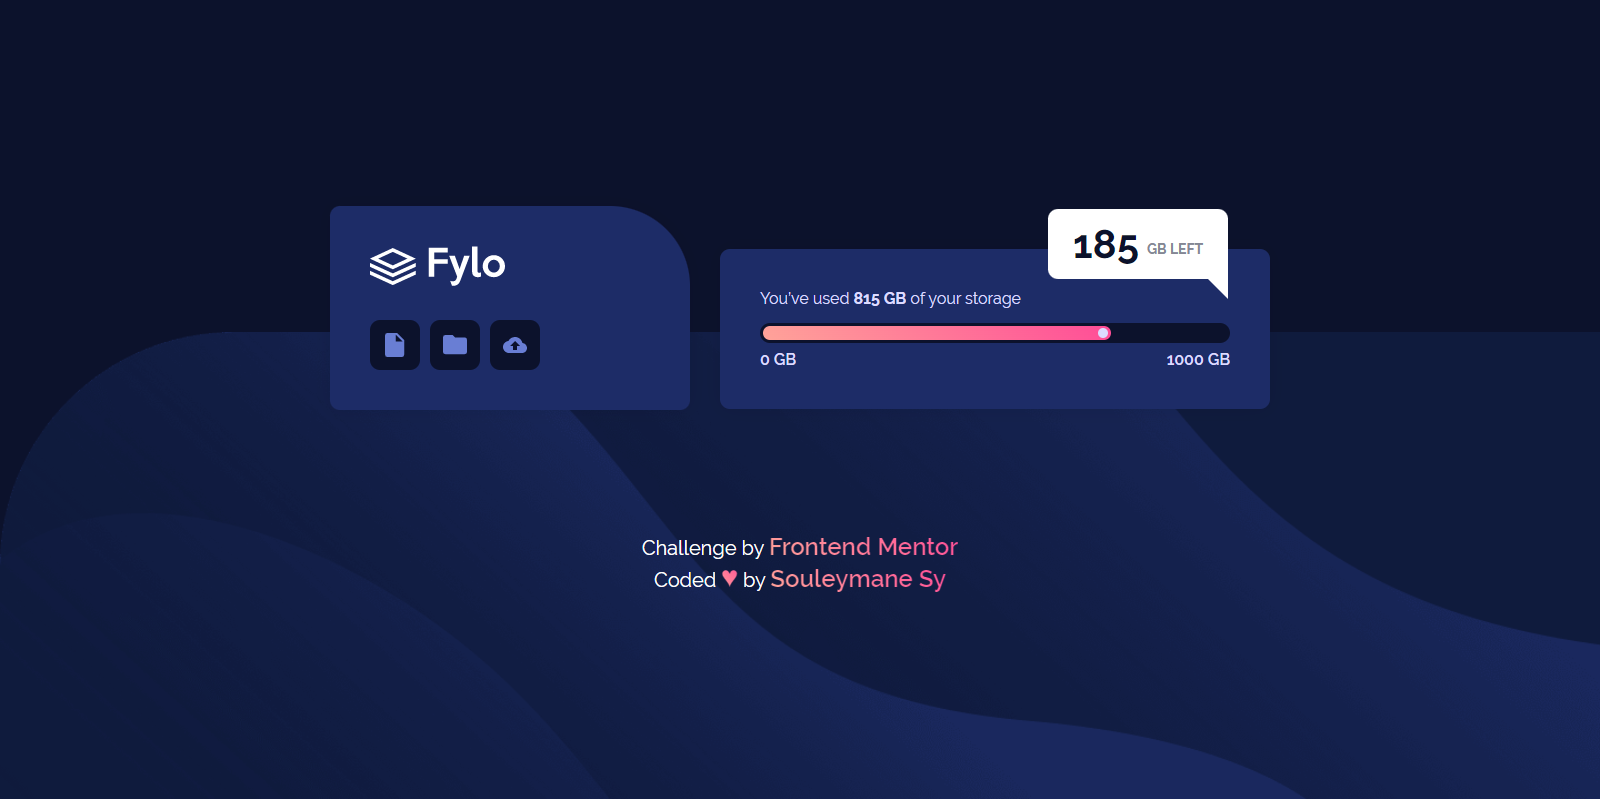 Fylo
185 GB LEFT
You've used 815 GB of your storage
0 GB
1000 GB
Challenge by Frontend Mentor
Coded ♥ by Souleymane Sy